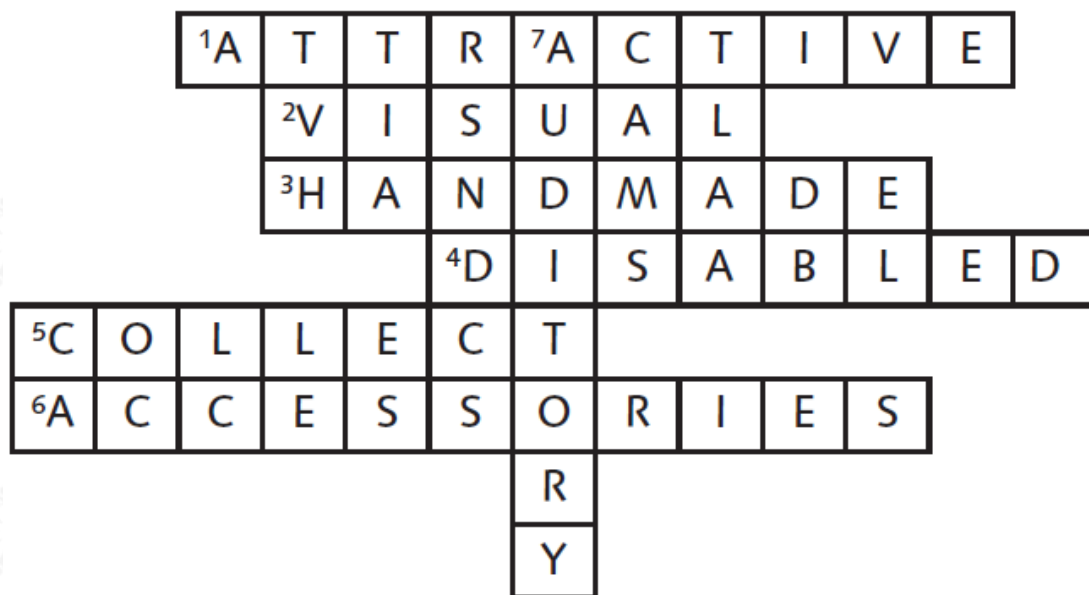 ¹A T T R ⁷A C T I V E
²V I S U A L
³H A N D M A D E
⁴D I S A B L E D
⁵C O L L E C T
⁶A C C E S S O R I E S
R
Y